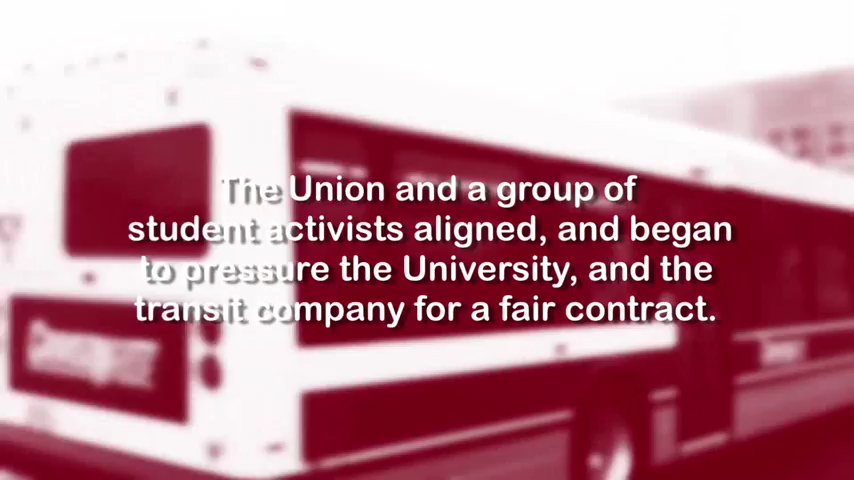 The Union and a group of
student activists aligned, and began
to pressure the University, and the
transit company for a fair contract.